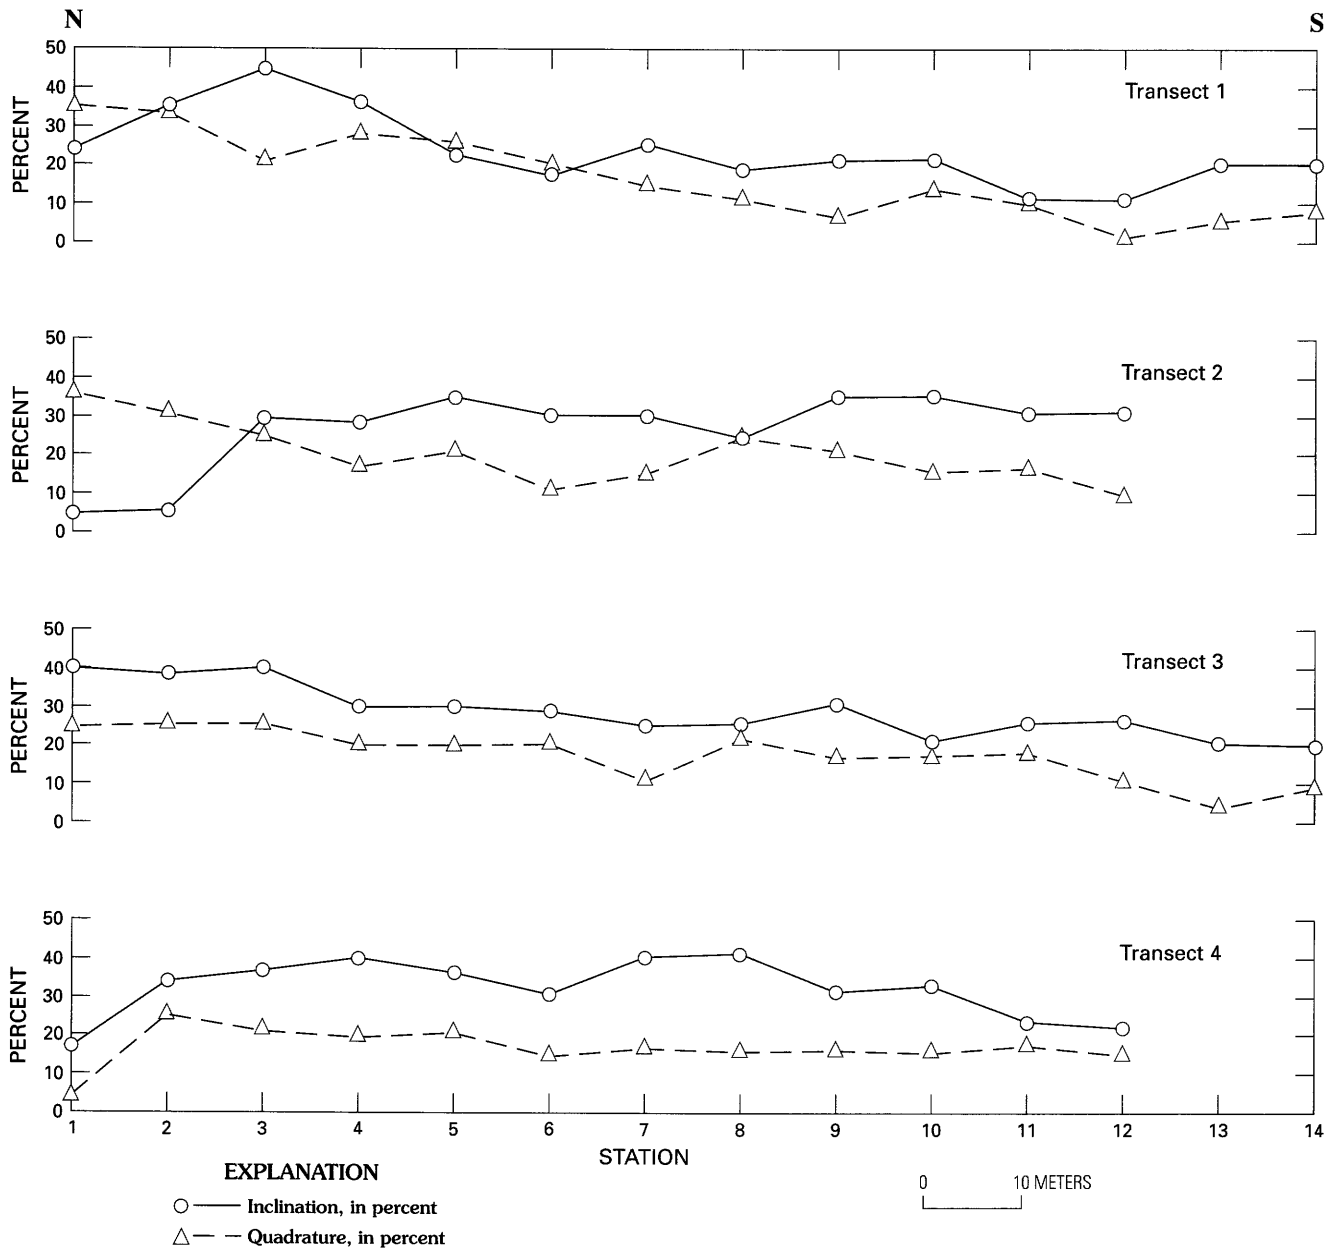 N
S
50
40
30
20
10
0
PERCENT
Transect 1
50
40
30
20
10
0
PERCENT
Transect 2
50
40
30
20
10
0
PERCENT
Transect 3
50
40
30
20
10
0
PERCENT
Transect 4
1 2 3 4 5 6 7 8 9 10 11 12 13 14
STATION
EXPLANATION
Inclination, in percent
Quadrature, in percent
0 10 METERS